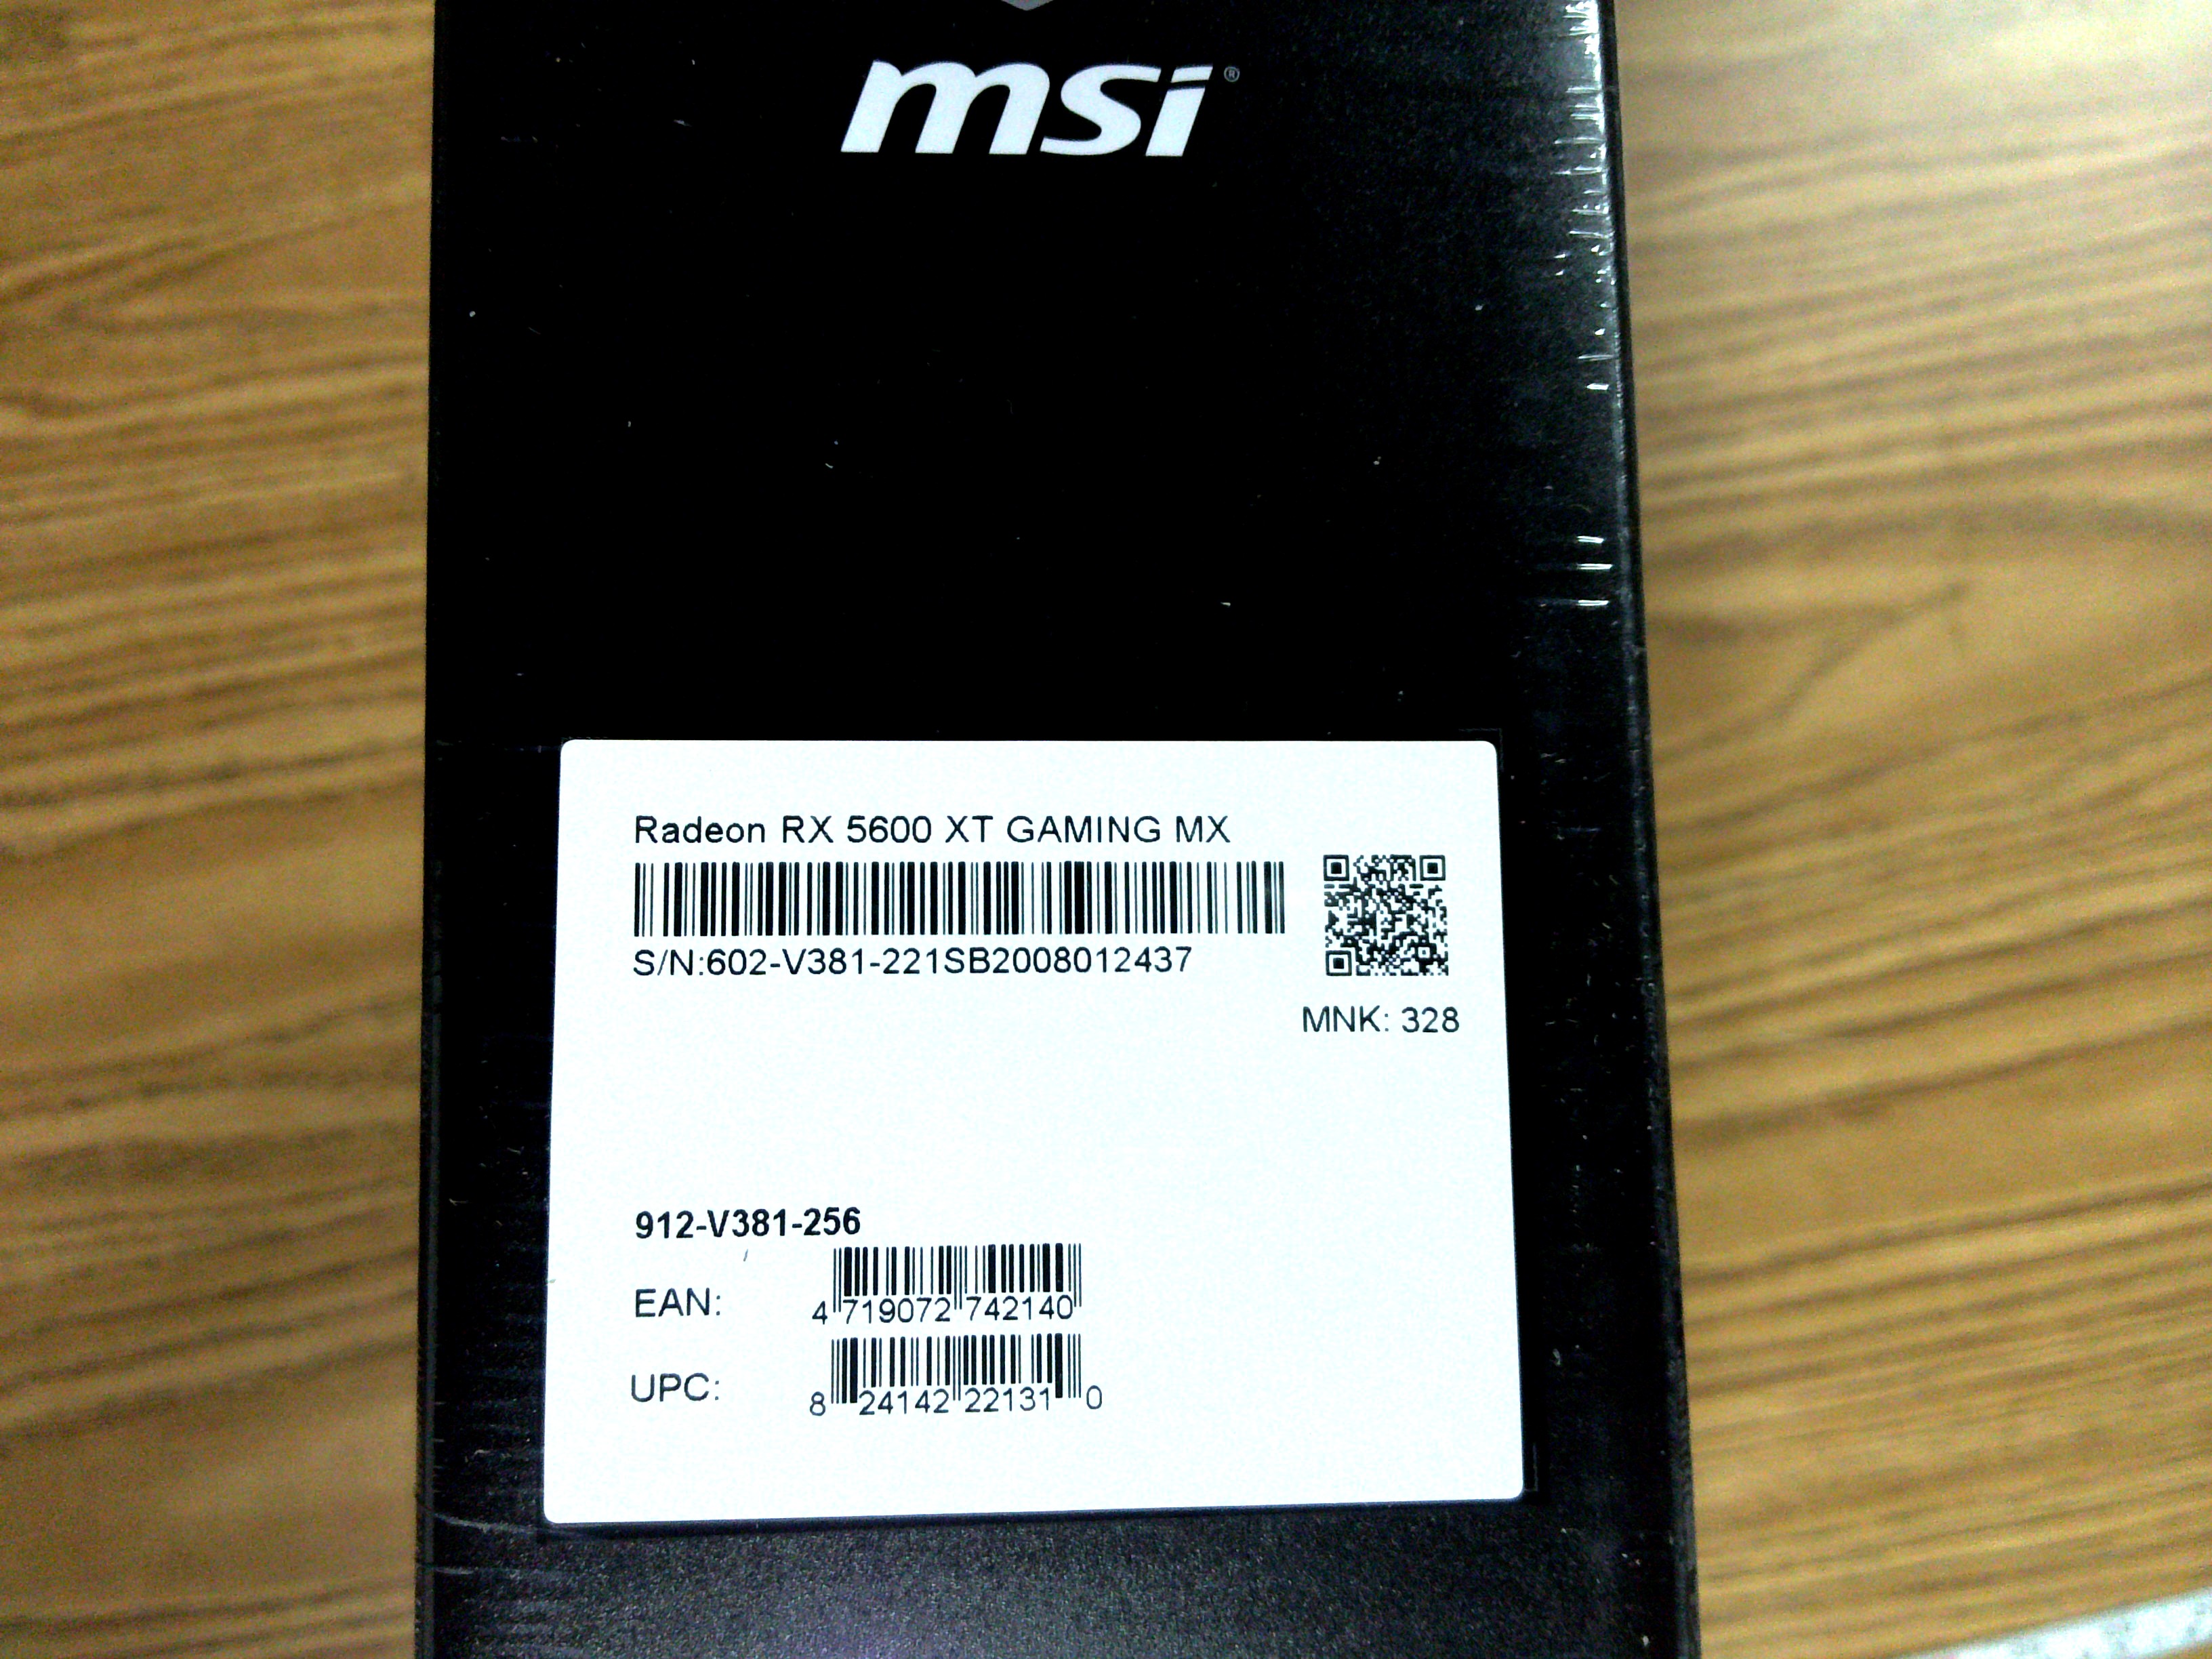 msi®
Radeon RX 5600 XT GAMING MX
S/N:602-V381-221SB2008012437
MNK: 328
912-V381-256
EAN: 4 719072 742140
UPC: 8 24142 22131 0